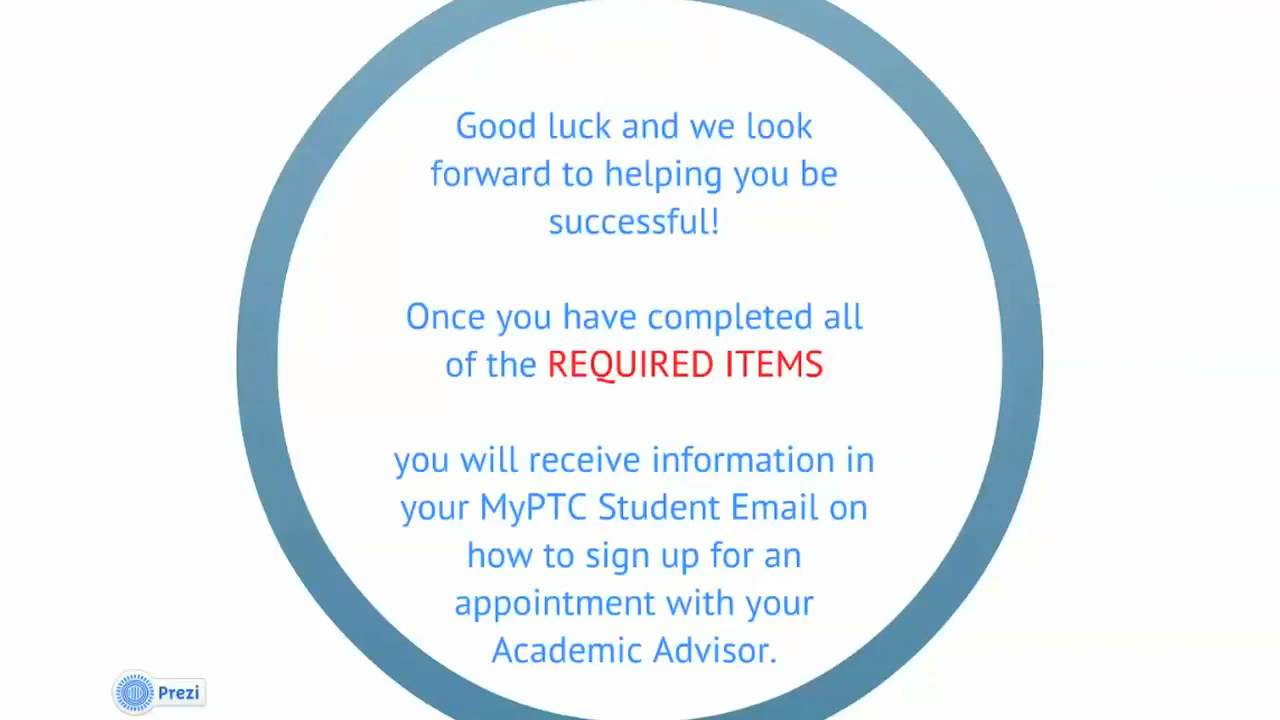 Good luck and we look
forward to helping you be
successful!
Once you have completed all
of the REQUIRED ITEMS
you will receive information in
your MyPTC Student Email on
how to sign up for an
appointment with your
Academic Advisor.
Prezi